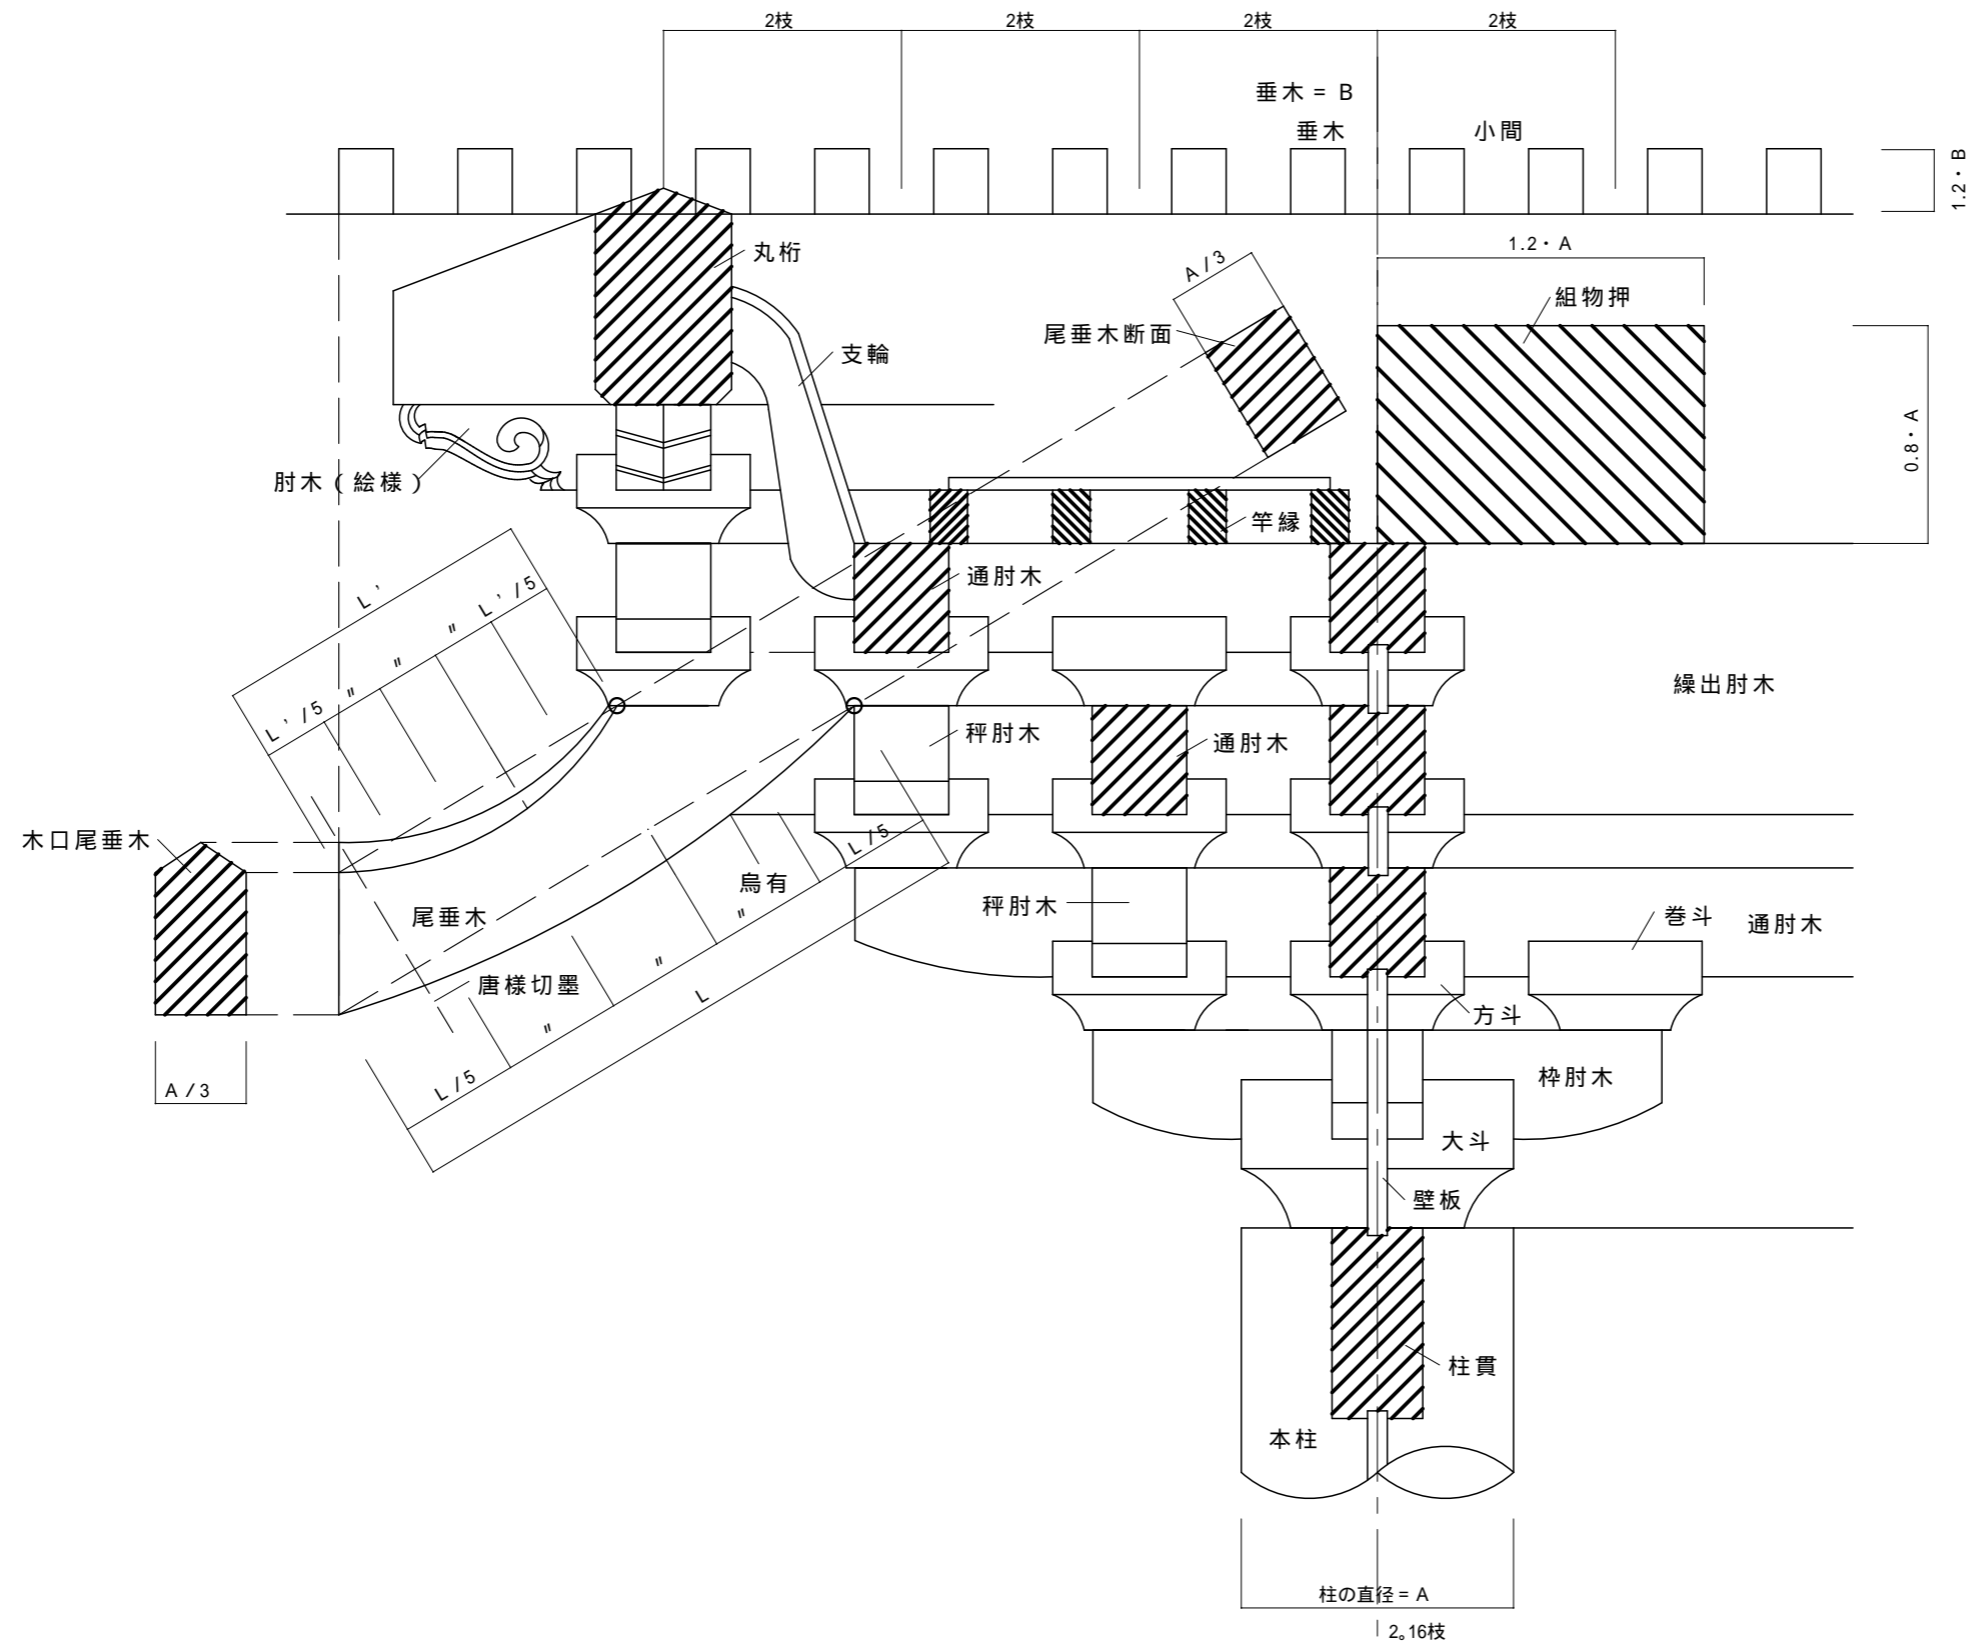 2枝
2枝
2枝
2枝
垂木 = B
垂木
小間
1.2・B
丸桁
1.2・A
A/3
組物押
尾垂木断面
支輪
0.8・A
肘木(絵様)
竿縁
通肘木
L'
L'/5
〃
〃
〃
L'/5
繰出肘木
秤肘木
通肘木
木口尾垂木
L/5
烏有
尾垂木
秤肘木
巻斗
通肘木
〃
〃
唐様切墨
L
方斗
〃
L/5
A/3
枠肘木
大斗
壁板
柱貫
本柱
柱の直径 = A
2。16枝